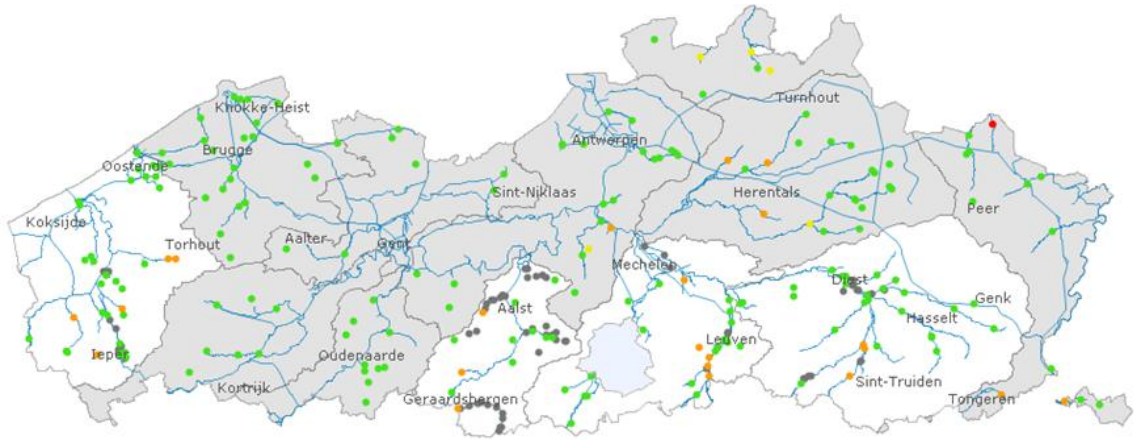 Knokke-Heist
Turnhout
Antwerpen
Brugge
Oostende
Sint-Niklaas
Herentals
Koksijde
Peer
Torhout
Aalter
Gent
Mechelen
Diest
Genk
Aalst
Hasselt
Leuven
Ieper
Oudenaarde
Kortrijk
Sint-Truiden
Geraardsbergen
Tongeren